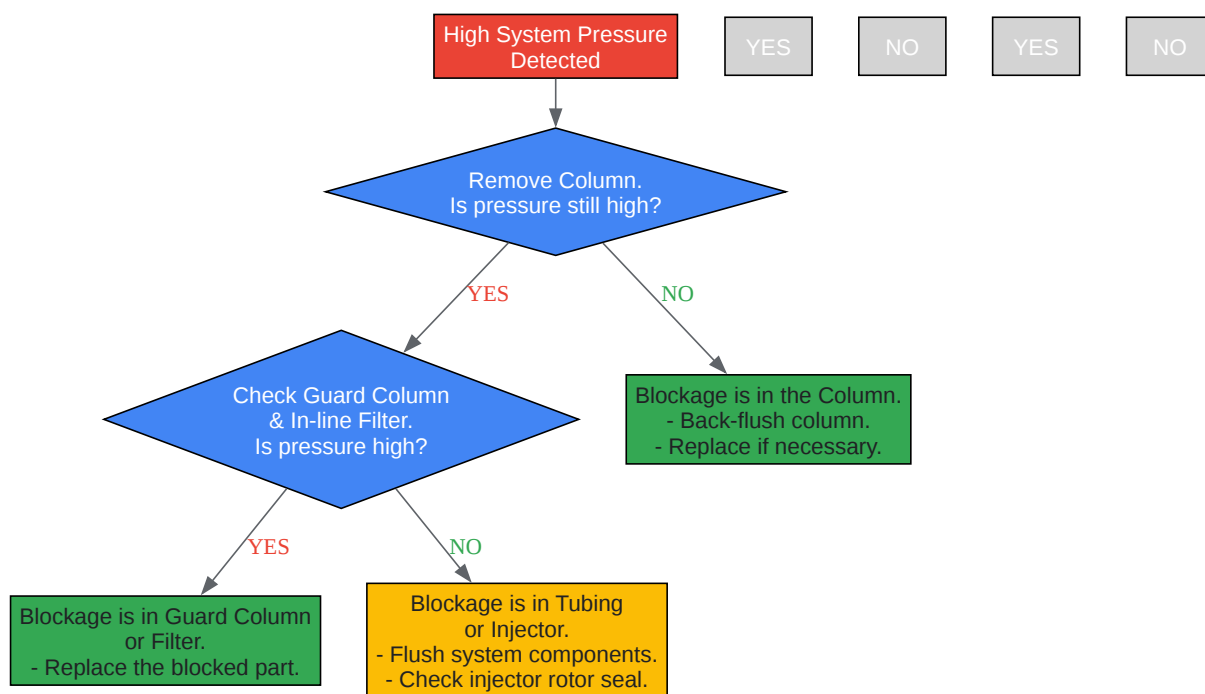 High System Pressure
Detected
YES
NO
YES
NO
Remove Column.
Is pressure still high?
YES
NO
Check Guard Column
& In-line Filter.
Is pressure high?
Blockage is in the Column.
- Back-flush column.
- Replace if necessary.
YES
NO
Blockage is in Guard Column
or Filter.
- Replace the blocked part.
Blockage is in Tubing
or Injector.
- Flush system components.
- Check injector rotor seal.